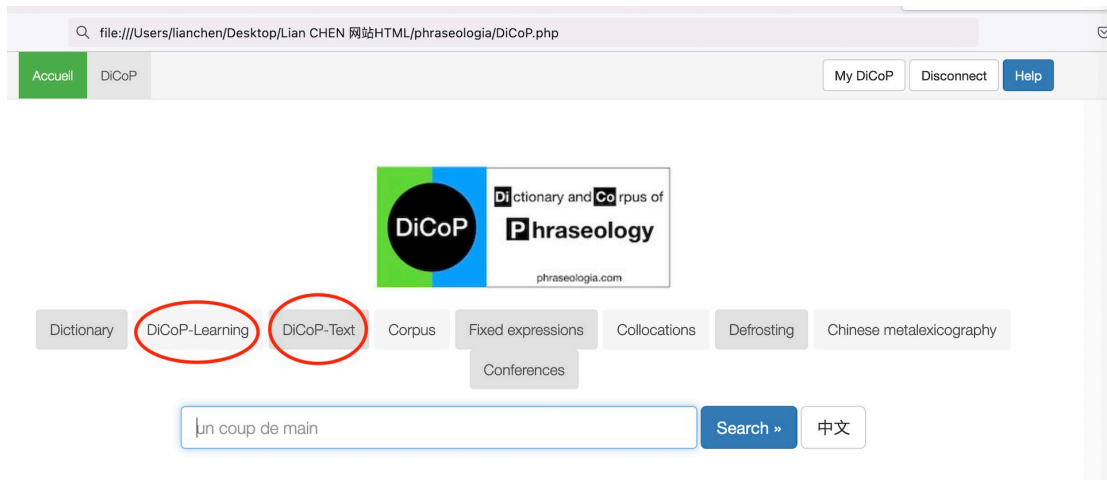 file:///Users/lianchen/Desktop/Lian CHEN 网站HTML/phraseologia/DiCoP.php
Accueil DiCoP My DiCoP Disconnect Help
DiCoP
Dictionary and Corpus of
Phraseology
phraseologia.com
Dictionary DiCoP-Learning DiCoP-Text Corpus Fixed expressions Collocations Defrosting Chinese metalexicography
Conferences
un coup de main Search » 中文